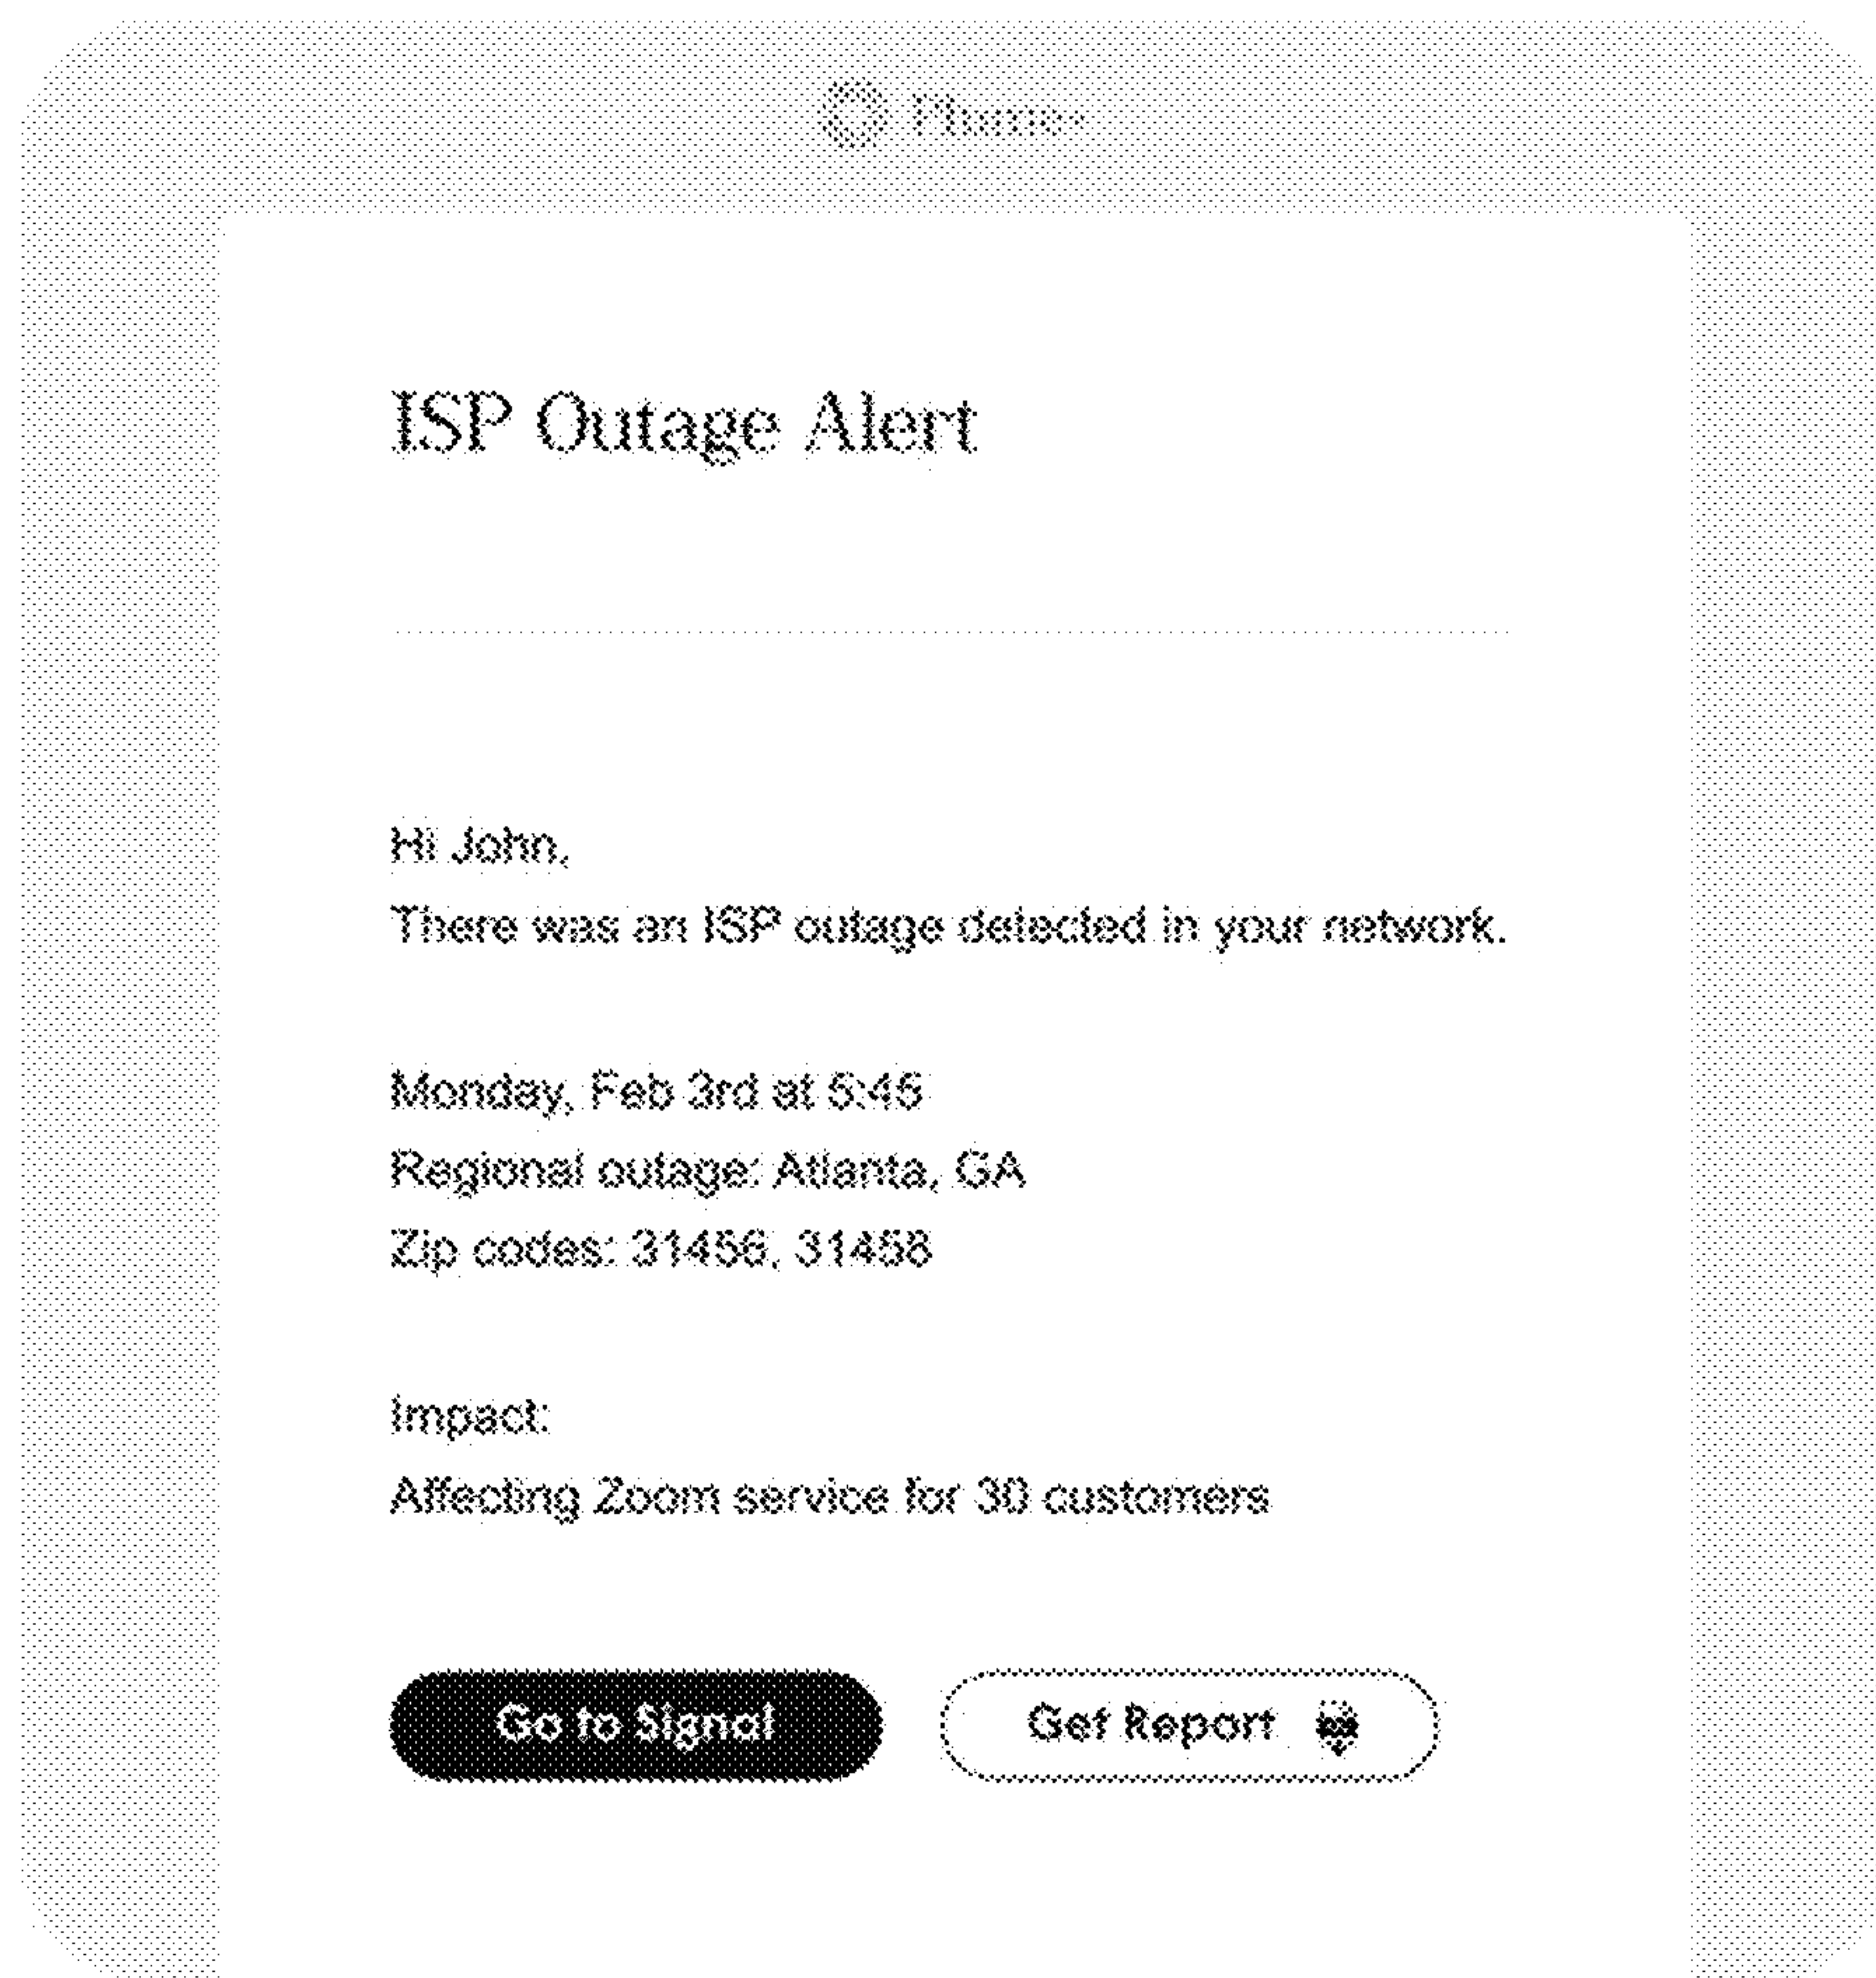 Plume
ISP Outage Alert
Hi John,
There was an ISP outage detected in your network.
Monday, Feb 3rd at 5:45
Regional outage: Atlanta, GA
Zip codes: 31456, 31458
Impact:
Affecting Zoom service for 30 customers
Go to Signal
Get Report